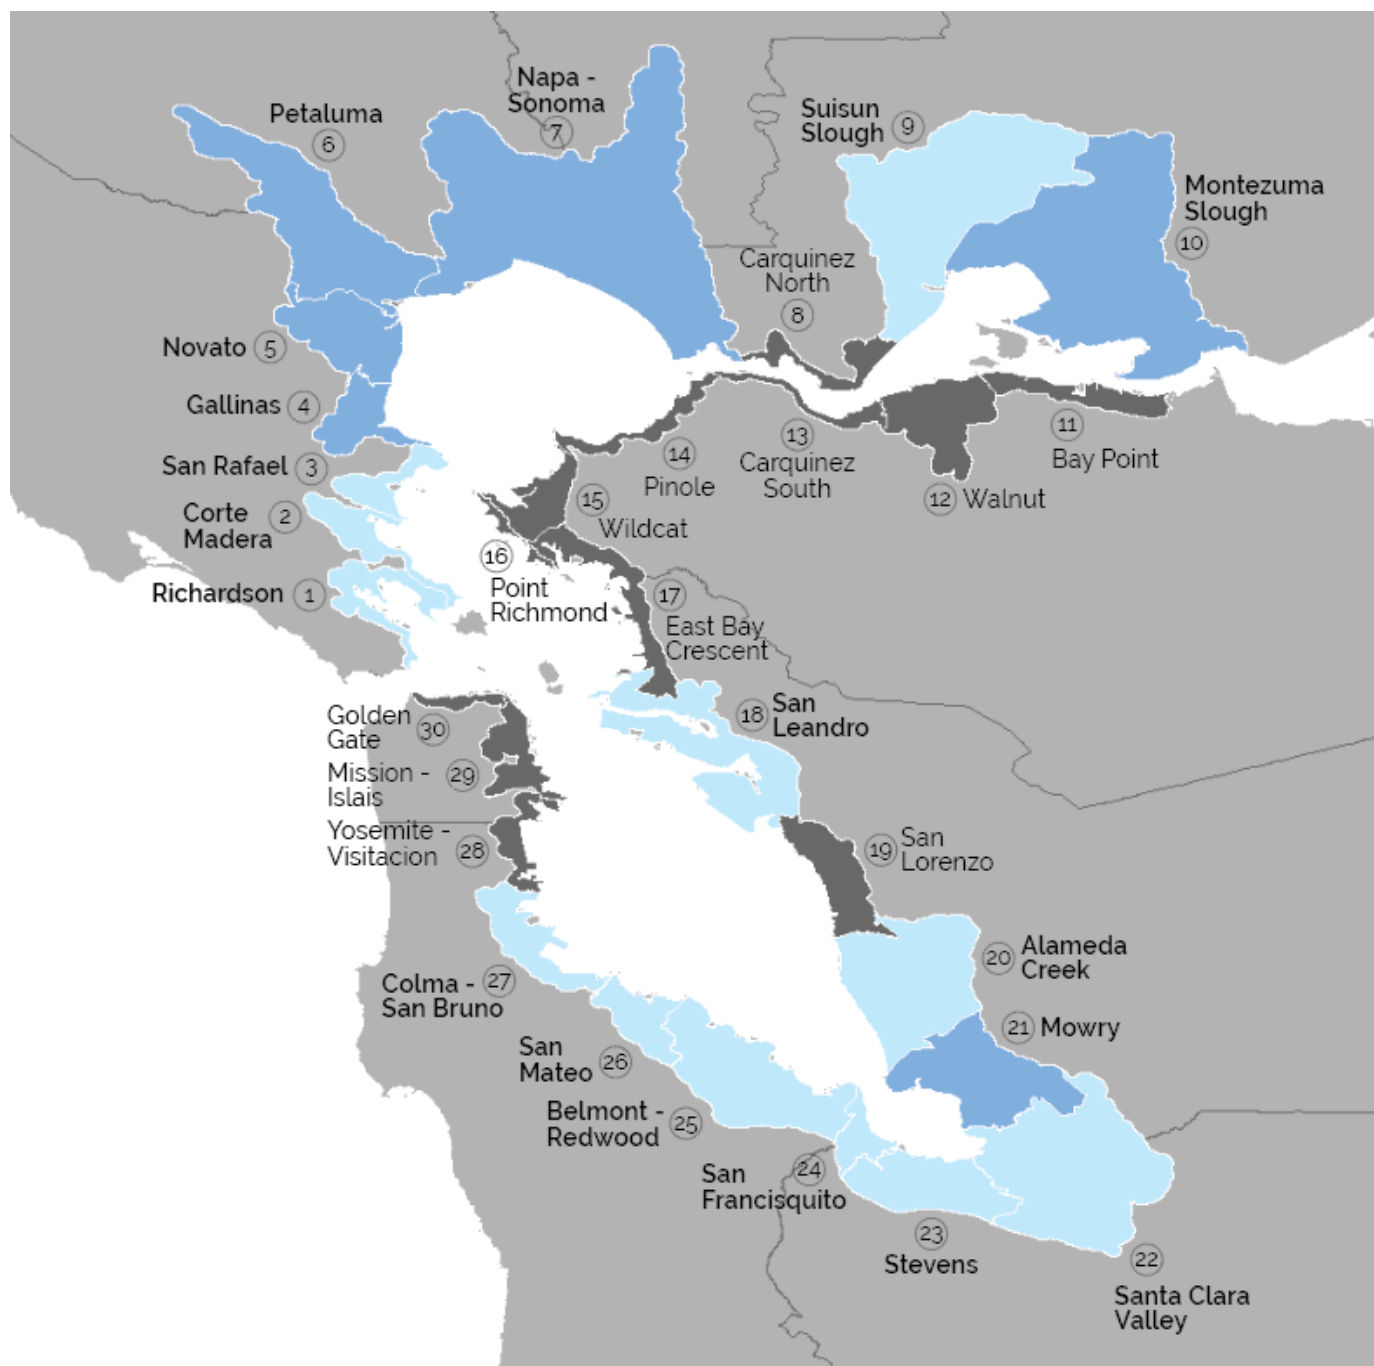 Petaluma
6
Napa -
Sonoma
7
Suisun
Slough
9
Montezuma
Slough
10
Carquinez
North
8
Novato
5
Gallinas
4
San Rafael
3
Corte
Madera
2
Richardson
1
11
Bay Point
12
Walnut
13
Carquinez
South
14
Pinole
15
Wildcat
16
Point
Richmond
17
East Bay
Crescent
18
San
Leandro
Golden
Gate
30
Mission -
Islais
29
Yosemite -
Visitacion
28
19
San
Lorenzo
20
Alameda
Creek
21
Mowry
Colma -
San Bruno
27
San
Mateo
26
Belmont -
Redwood
25
San
Francisquito
24
23
Stevens
22
Santa Clara
Valley